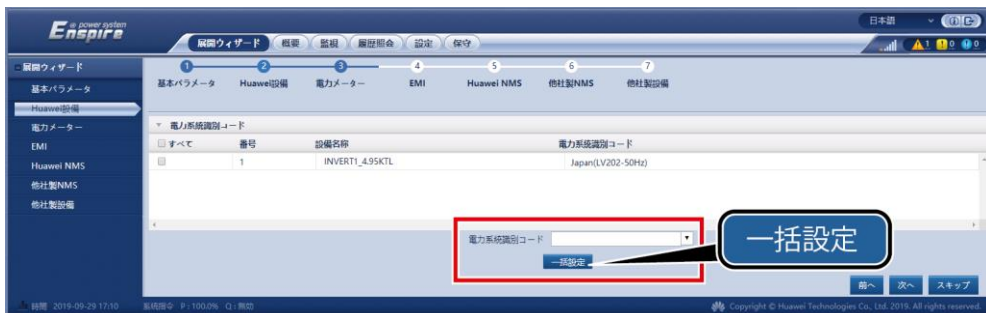 e power system
Enspire
日本語
展開ウィザード 概要 監視 履歴照会 設定 保守
1 0 0
展開ウィザード
基本パラメータ
Huawei設備
電力メーター
EMI
Huawei NMS
他社製NMS
他社製設備
1 2 3 4 5 6 7
基本パラメータ Huawei設備 電力メーター EMI Huawei NMS 他社製NMS 他社製設備
電力系統識別コード
すべて 番号 設備名称 電力系統識別コード
1 INVERT1_4.95KTL Japan(LV202-50Hz)
電力系統識別コード
一括設定
一括設定
前へ 次へ スキップ
時間 2019-09-29 17:10 系統指令 P : 100.0% Q : 無効 Copyright © Huawei Technologies Co., Ltd. 2019. All rights reserved.